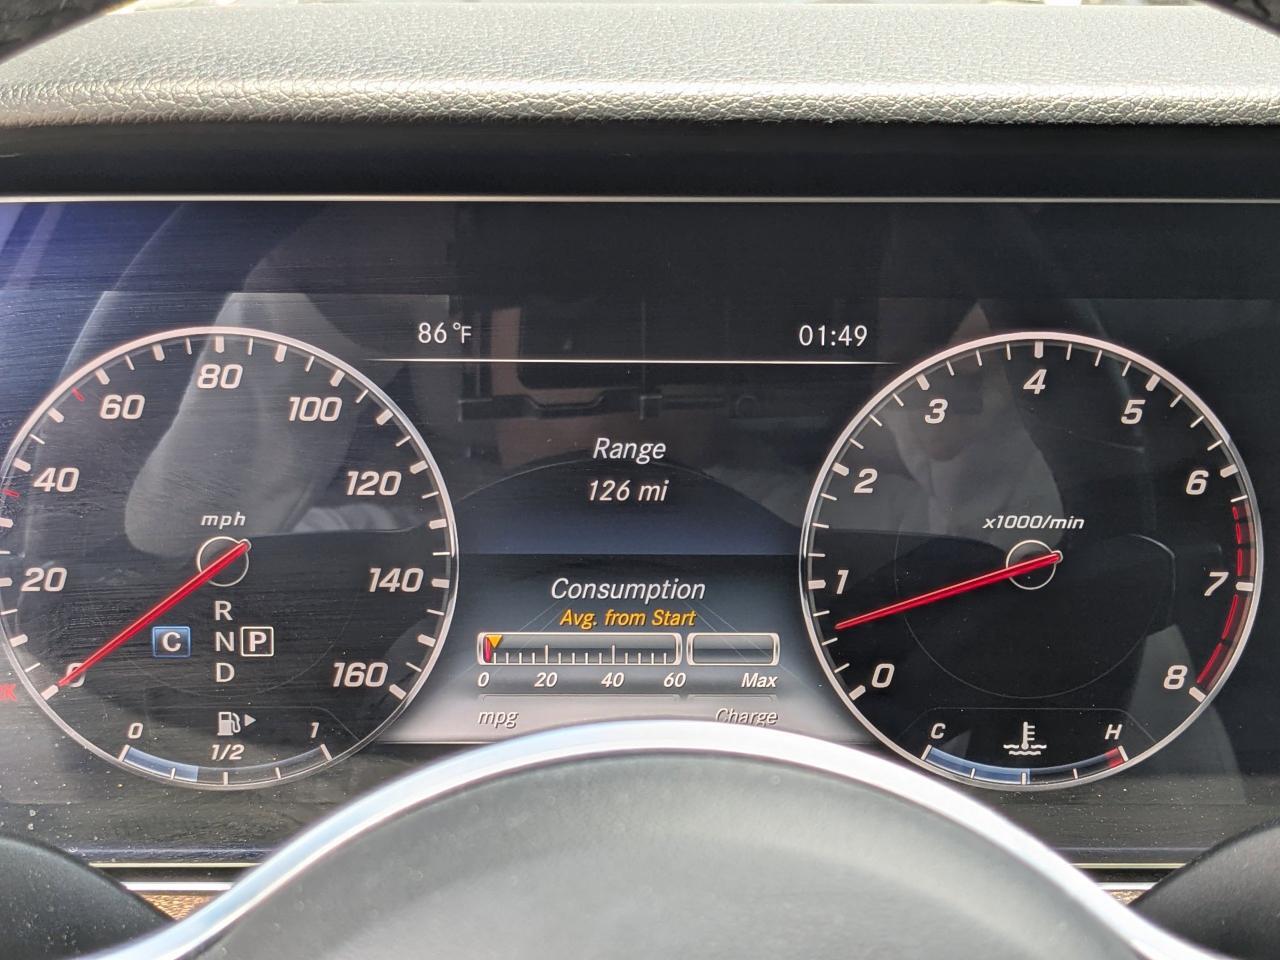 86°F
01:49
80
60
100
40
120
mph
20
140
R
C
N P
D
0
160
0
1
1/2
Range
126 mi
Consumption
Avg. from Start
0 20 40 60 Max
mpg
Charge
4
3
5
2
6
x1000/min
1
7
0
8
C
H